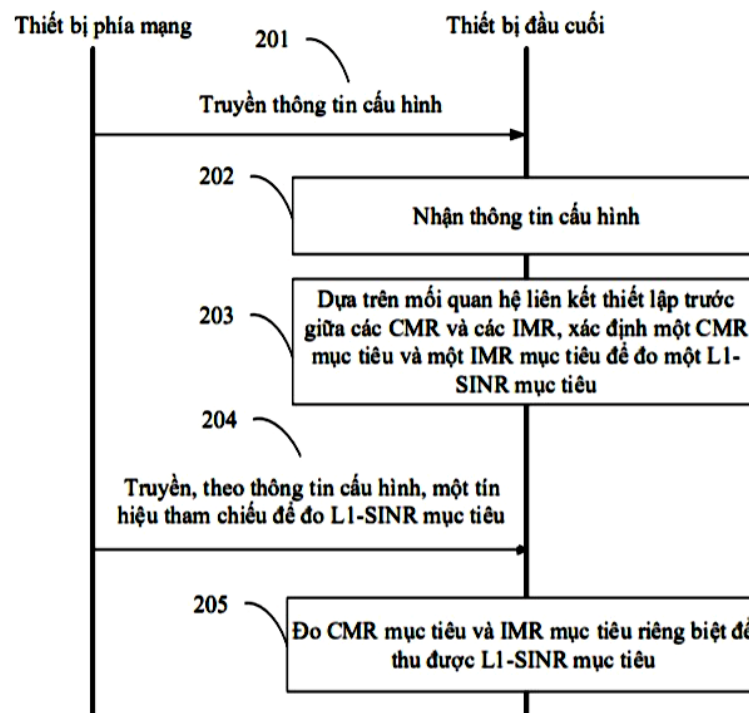 Thiết bị phía mạng
Thiết bị đầu cuối
201
Truyền thông tin cấu hình
202
Nhận thông tin cấu hình
203
Dựa trên mối quan hệ liên kết thiết lập trước
giữa các CMR và các IMR, xác định một CMR
mục tiêu và một IMR mục tiêu để đo một L1-
SINR mục tiêu
204
Truyền, theo thông tin cấu hình, một tín
hiệu tham chiếu để đo L1-SINR mục tiêu
205
Đo CMR mục tiêu và IMR mục tiêu riêng biệt để
thu được L1-SINR mục tiêu